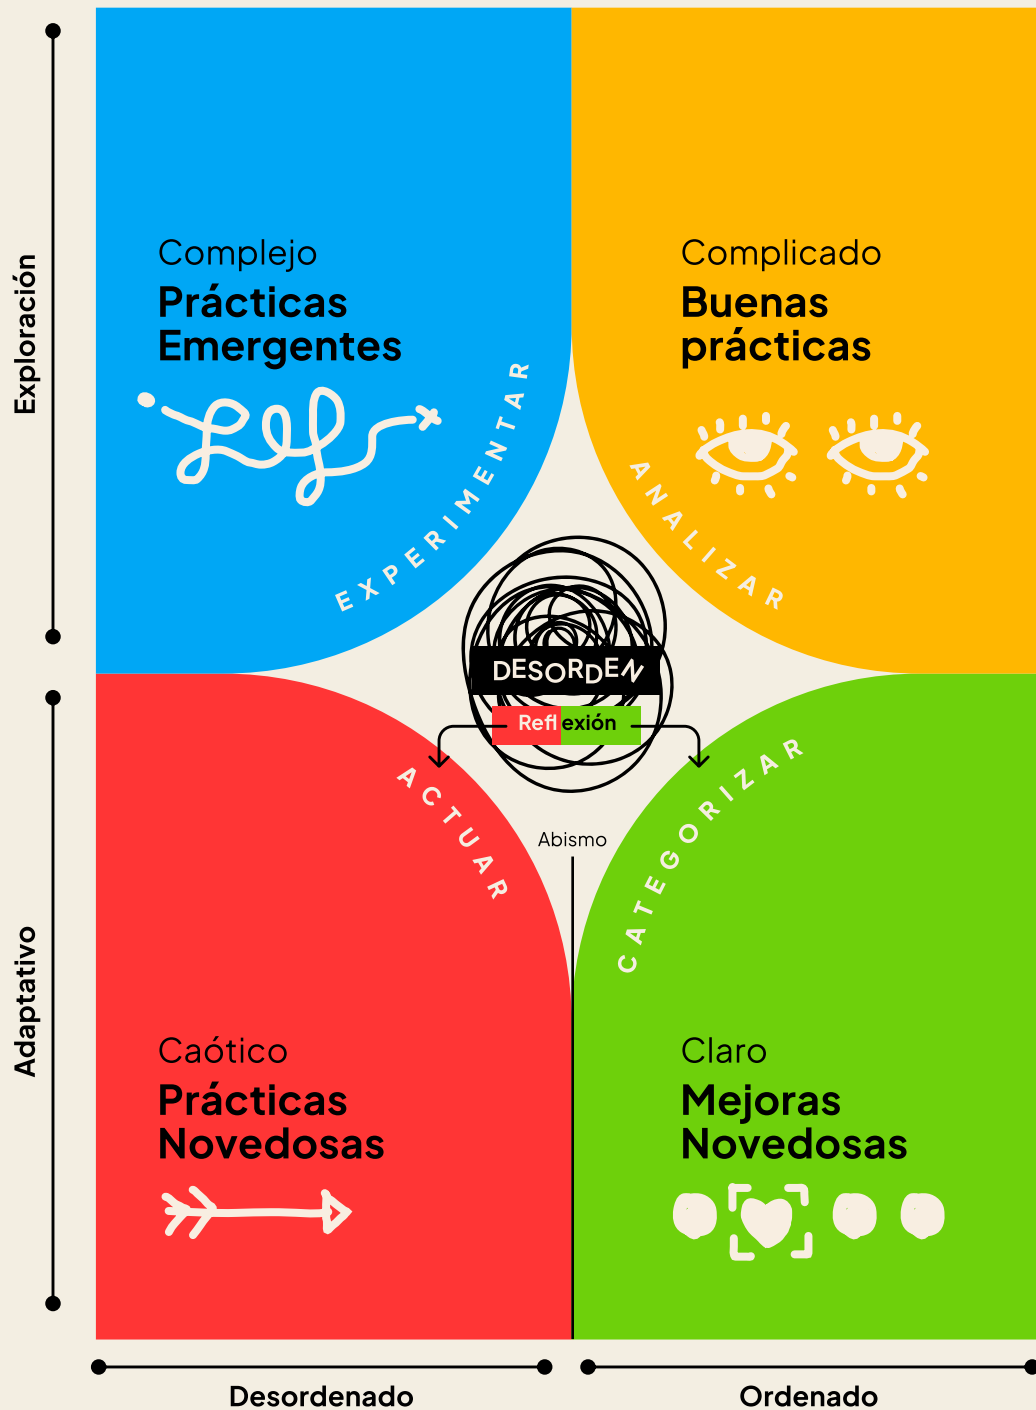 Exploración
Complejo
Prácticas
Emergentes
EXPERIMENTAR
Complicado
Buenas
prácticas
ANALIZAR
DESORDEN
Reflexión
Abismo
Adaptativo
ACTUAR
Caótico
Prácticas
Novedosas
CATEGORIZAR
Claro
Mejoras
Novedosas
Desordenado
Ordenado